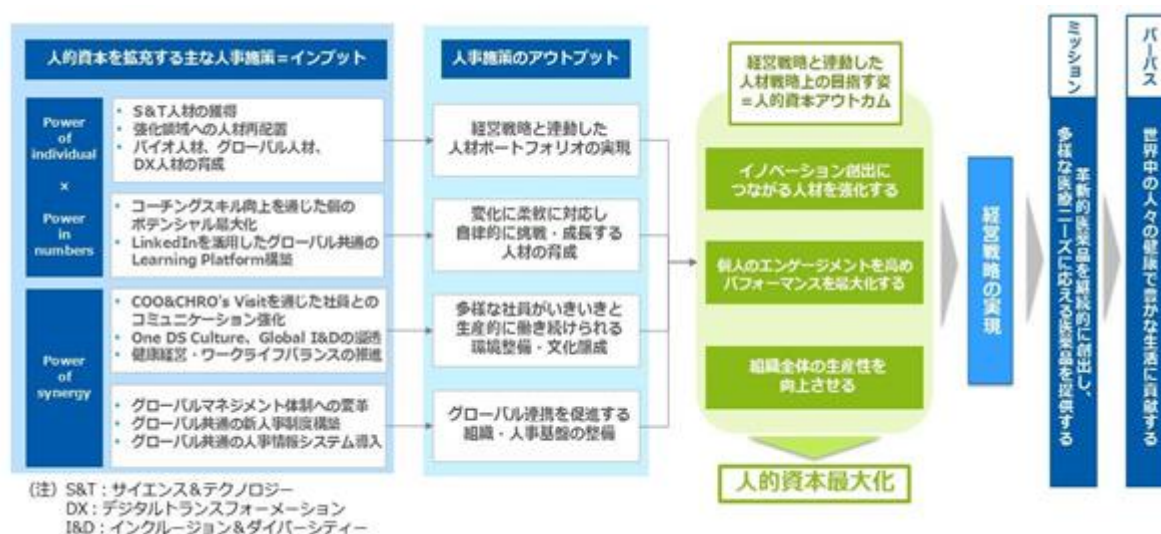 人的資本を拡充する主な人事施策=インプット
Power
of
individual
×
Power
in
numbers
・ S&T人材の獲得
・ 強化領域への人材再配置
・ バイオ人材、グローバル人材、
DX人材の育成
・ コーチングスキル向上を通じた個の
ポテンシャル最大化
・ LinkedInを活用したグローバル共通の
Learning Platform構築
Power
of
synergy
・ COO&CHRO's Visitを通じた社員との
コミュニケーション強化
・ One DS Culture、Global I&Dの浸透
・ 健康経営・ワークライフバランスの推進
・ グローバルマネジメント体制への変革
・ グローバル共通の新人事制度構築
・ グローバル共通の人事情報システム導入
人事施策のアウトプット
経営戦略と連動した
人材ポートフォリオの実現
変化に柔軟に対応し
自律的に挑戦・成長する
人材の育成
多様な社員がいきいきと
生産的に働き続けられる
環境整備・文化醸成
グローバル連携を促進する
組織・人事基盤の整備
経営戦略と連動した
人材戦略上の目指す姿
=人的資本アウトカム
イノベーション創出に
つながる人材を強化する
個人のエンゲージメントを高め
パフォーマンスを最大化する
組織全体の生産性を
向上させる
人的資本最大化
経営戦略の実現
ミッション
革新的医薬品を継続的に創出し、
多様な医療ニーズに応える医薬品を提供する
パーパス
世界中の人々の健康で豊かな生活に貢献する
(注) S&T:サイエンス&テクノロジー
DX:デジタルトランスフォーメーション
I&D:インクルージョン&ダイバーシティー